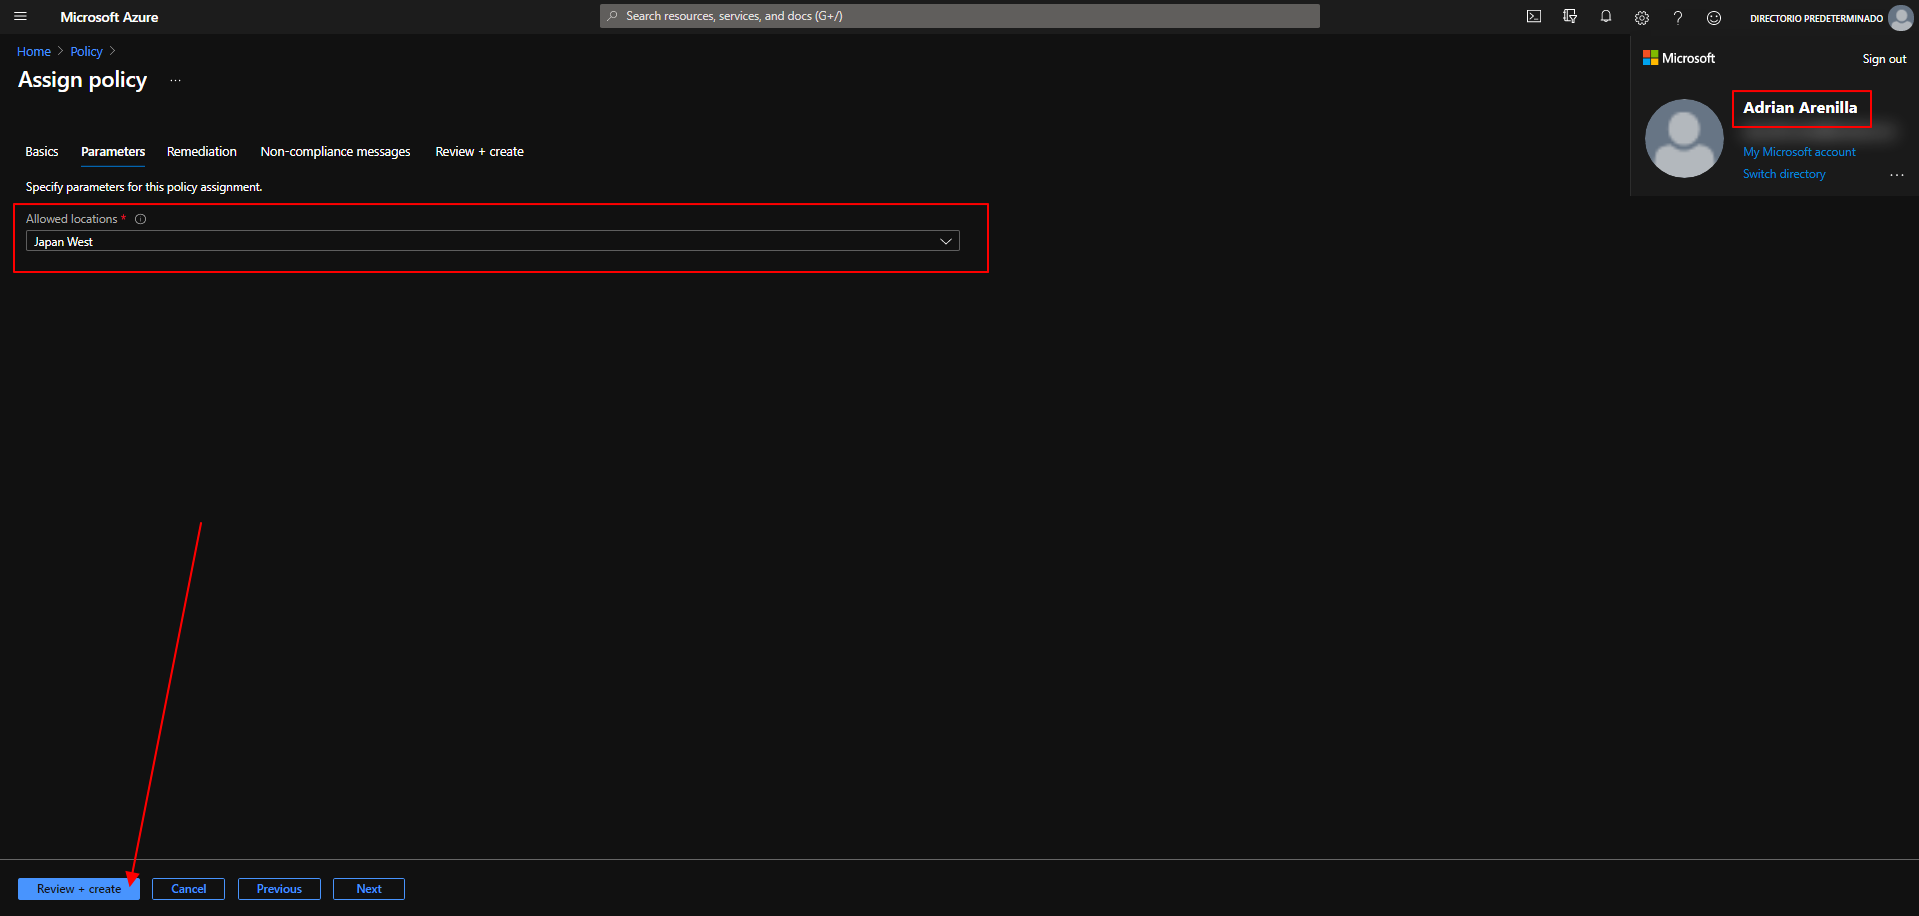 Microsoft Azure
Search resources, services, and docs (G+/)
DIRECTORIO PREDETERMINADO
Home > Policy >
Assign policy ...
Microsoft
Sign out
Adrian Arenilla
My Microsoft account
Switch directory
...
Basics Parameters Remediation Non-compliance messages Review + create
Specify parameters for this policy assignment.
Allowed locations *
Japan West
Review + create Cancel Previous Next